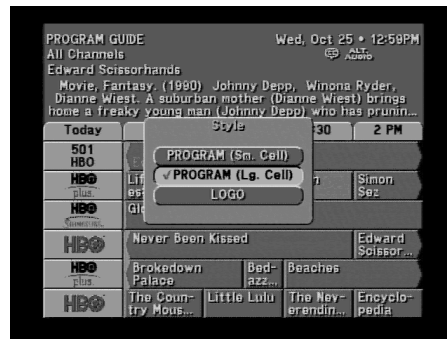 PROGRAM GUIDE
Wed, Oct 25 • 12:59PM
All Channels
ALT. AUDIO
Edward Scissorhands
Movie, Fantasy. (1990) Johnny Depp, Winona Ryder,
Dianne Wiest. A suburban mother (Dianne Wiest) brings
home a freaky young man (Johnny Depp) who has prunin...
Today
:30
2 PM
Style
PROGRAM (Sm. Cell)
✓PROGRAM (Lg. Cell)
LOGO
501
HBO
HBO
plus.
Simon
Sez
HBO
Signature.
HBO
Never Been Kissed
Edward
Scissor...
HBO
plus.
Brokedown
Palace
Bed-
azz...
Beaches
HBO
The Coun-
try Mous...
Little Lulu
The Nev-
erendin...
Encyclo-
pedia